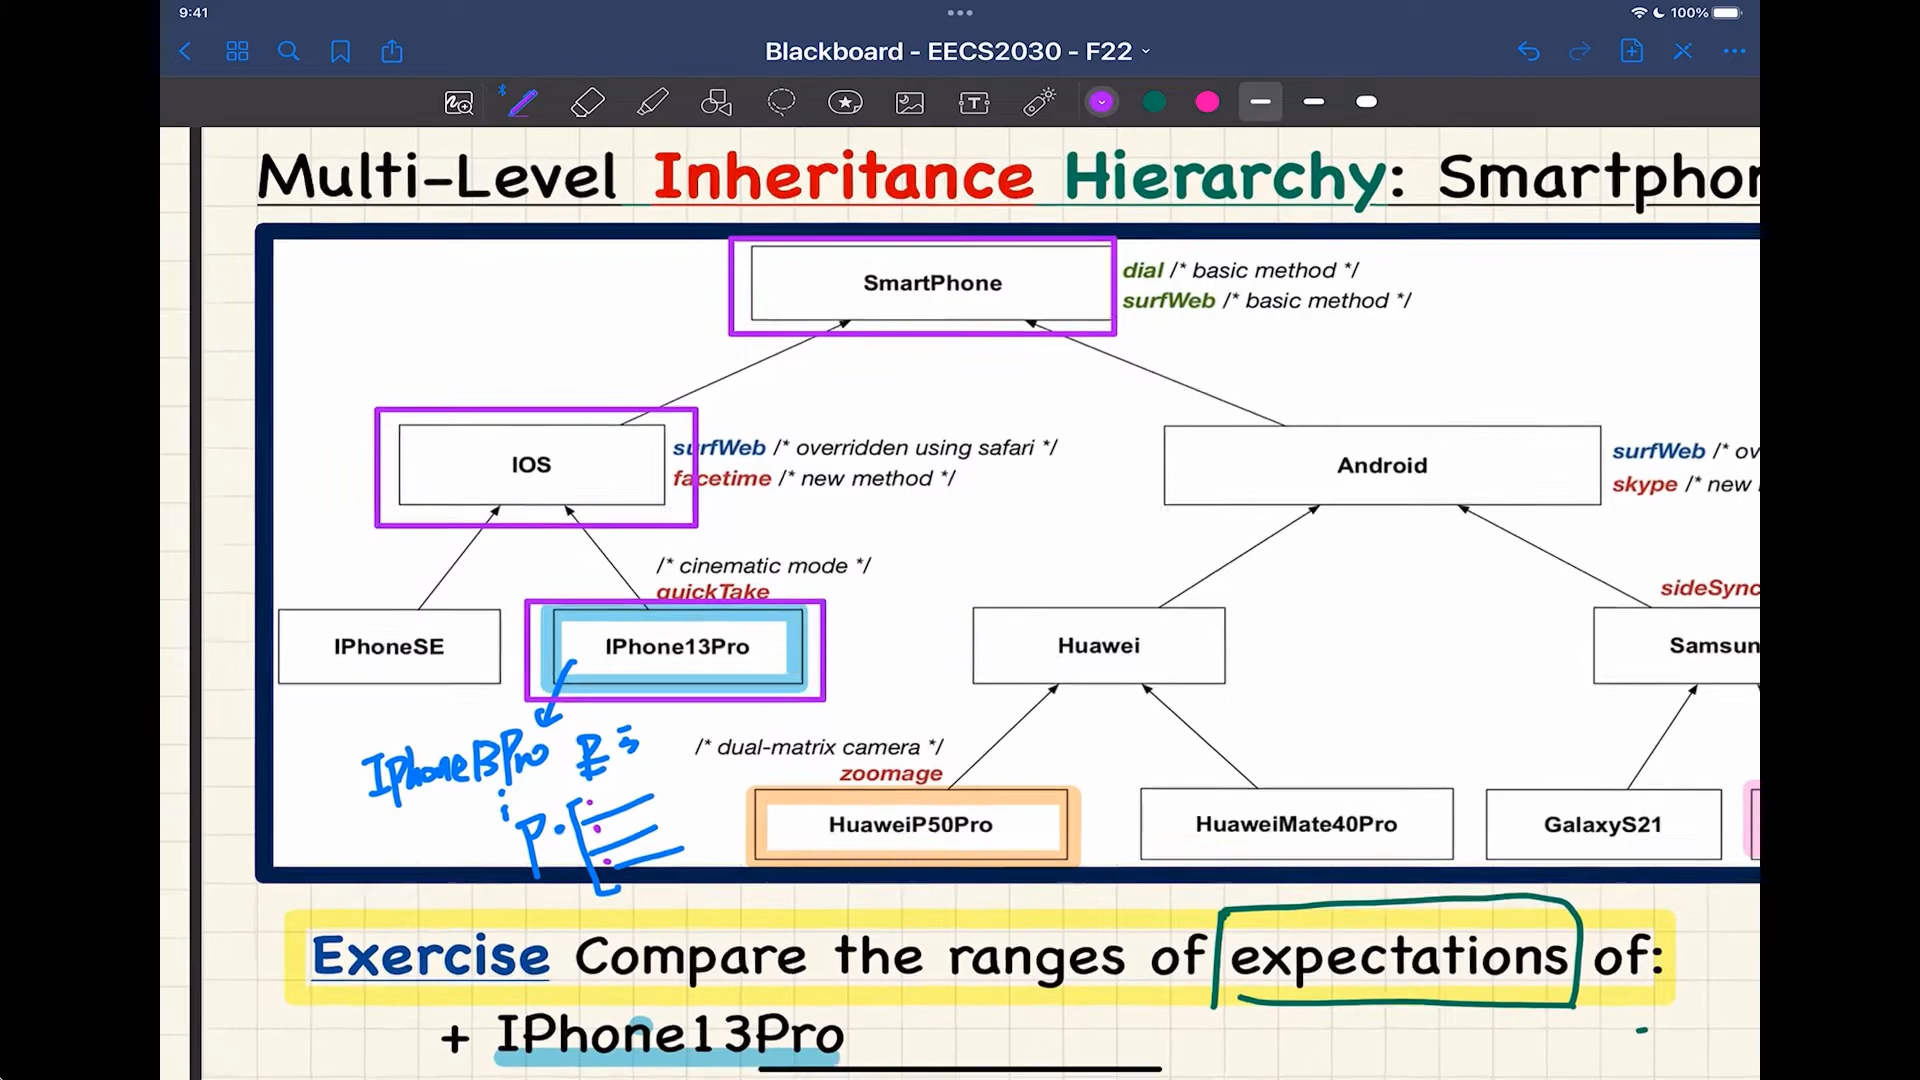 9:41
100%
Blackboard - EECS2030 - F22
Multi-Level Inheritance Hierarchy: Smartphon
SmartPhone
dial /* basic method */
surfWeb /* basic method */
IOS
surfWeb /* overridden using safari */
facetime /* new method */
Android
surfWeb /* ov
skype /* new
/* cinematic mode */
quickTake
sideSync
IPhoneSE
IPhone13Pro
Huawei
Samsun
Iphone13Pro
/* dual-matrix camera */
zoomage
P.
HuaweiP50Pro
HuaweiMate40Pro
GalaxyS21
Exercise Compare the ranges of expectations of:
+ IPhone13Pro